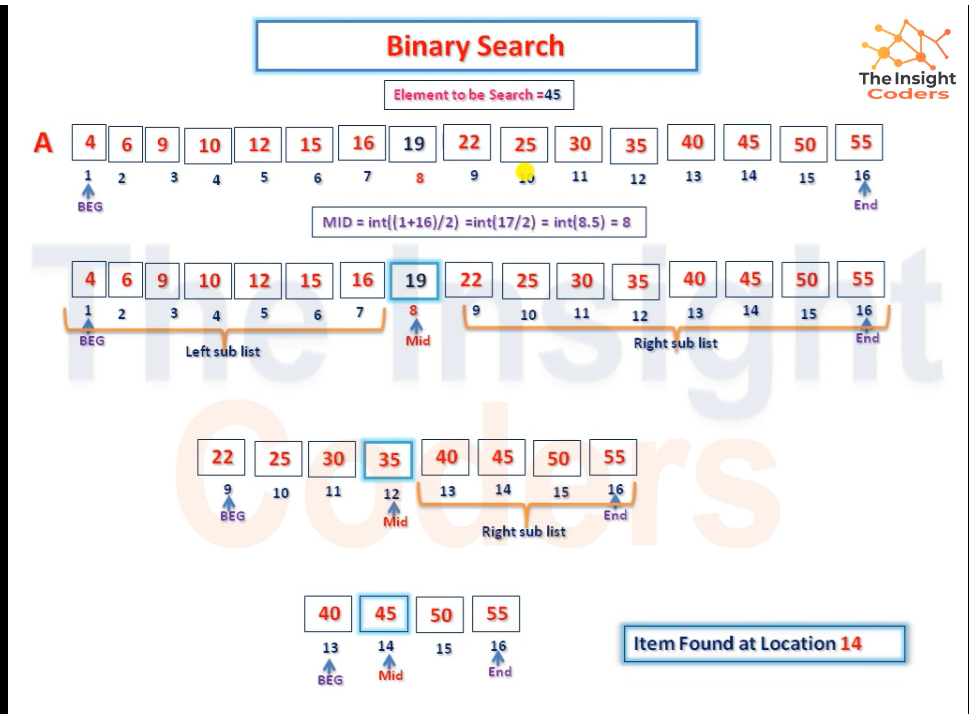 Binary Search
The Insight
Coders
Element to be Search =45
A 4 6 9 10 12 15 16 19 22 25 30 35 40 45 50 55
1 2 3 4 5 6 7 8 9 10 11 12 13 14 15 16
BEG End
MID = int((1+16)/2) =int(17/2) = int(8.5) = 8
4 6 9 10 12 15 16 19 22 25 30 35 40 45 50 55
1 2 3 4 5 6 7 8 9 10 11 12 13 14 15 16
BEG Mid End
Left sub list Right sub list
The Insight
Coders
22 25 30 35 40 45 50 55
9 10 11 12 13 14 15 16
BEG Mid End
Right sub list
40 45 50 55
13 14 15 16
BEG Mid End
Item Found at Location 14